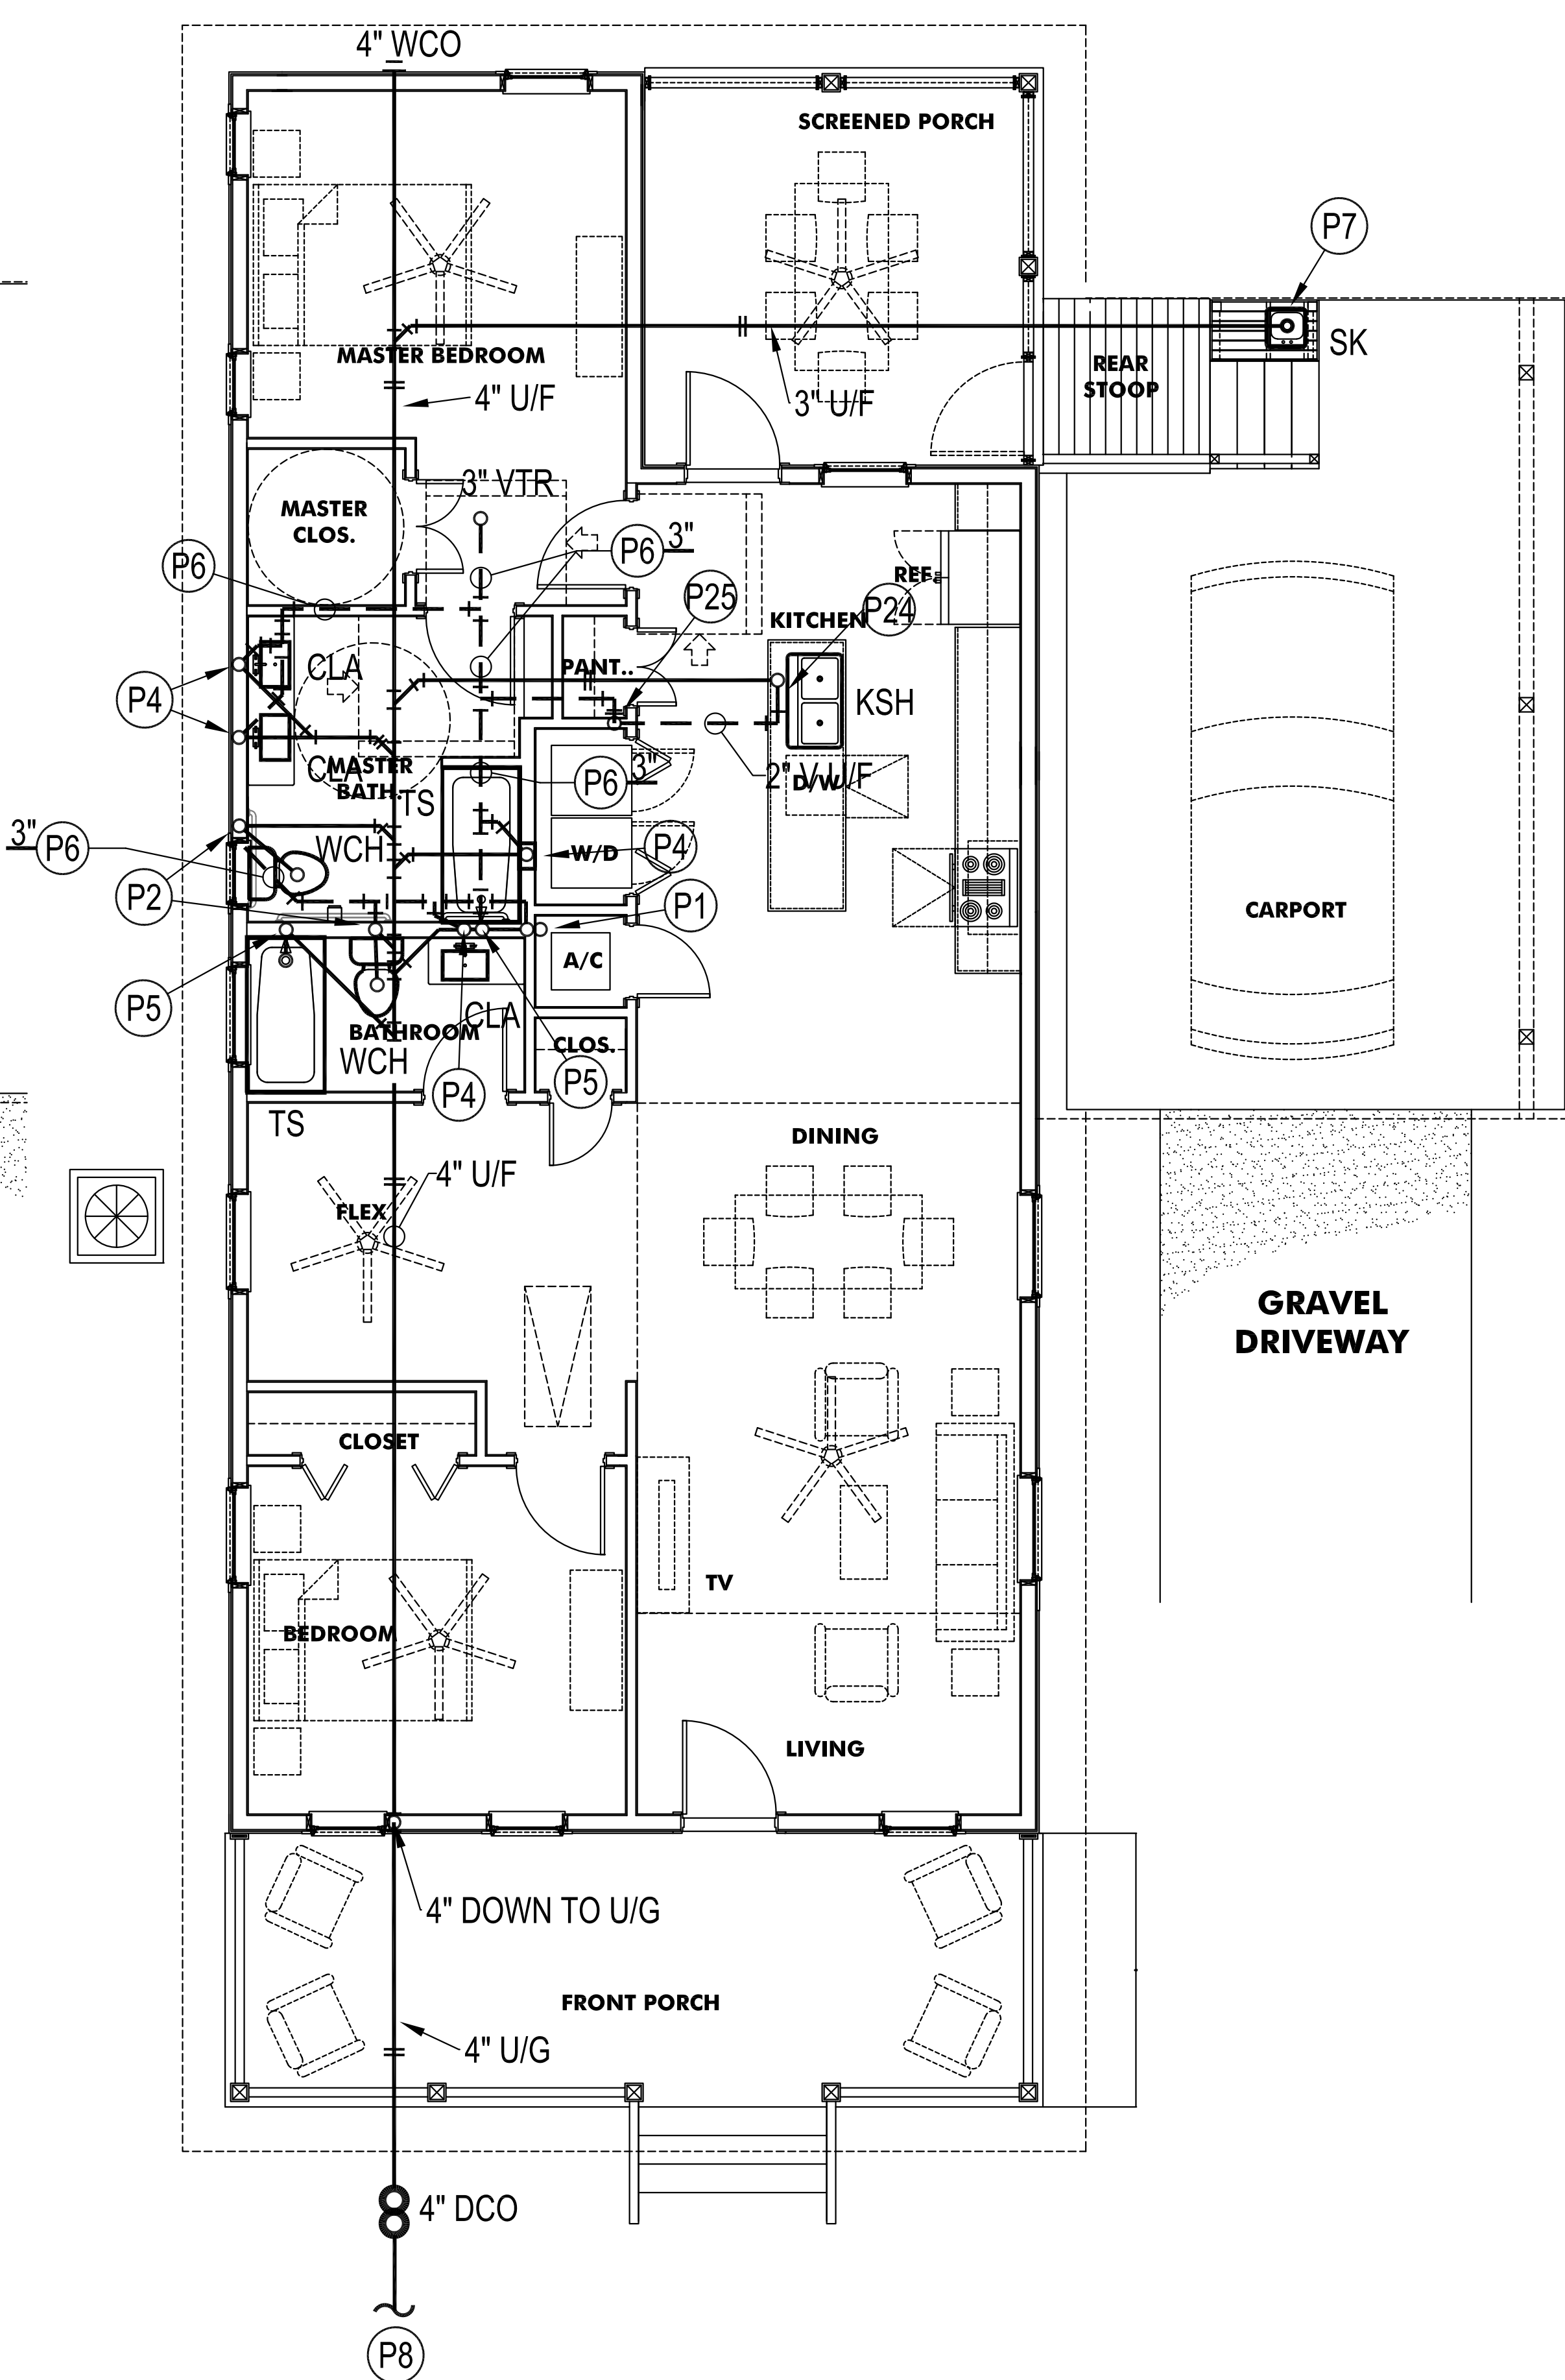 4" WCO
SCREENED PORCH
P7
SK
REAR
STOOP
MASTER BEDROOM
4" U/F
3" U/F
3" VTR
MASTER
CLOS.
P6
P6
3"
P25
REF.
KITCHEN
P24
CLA
PANT..
P4
KSH
CLA
MASTER
BATH.
TS
P6
3"
2" V U/F
D/W
3"
P6
WCH
W/D
P4
P2
P1
CARPORT
A/C
P5
CLA
BATHROOM
CLOS.
WCH
P4
P5
TS
DINING
4" U/F
FLEX
GRAVEL
DRIVEWAY
CLOSET
TV
BEDROOM
LIVING
4" DOWN TO U/G
FRONT PORCH
4" U/G
4" DCO
P8